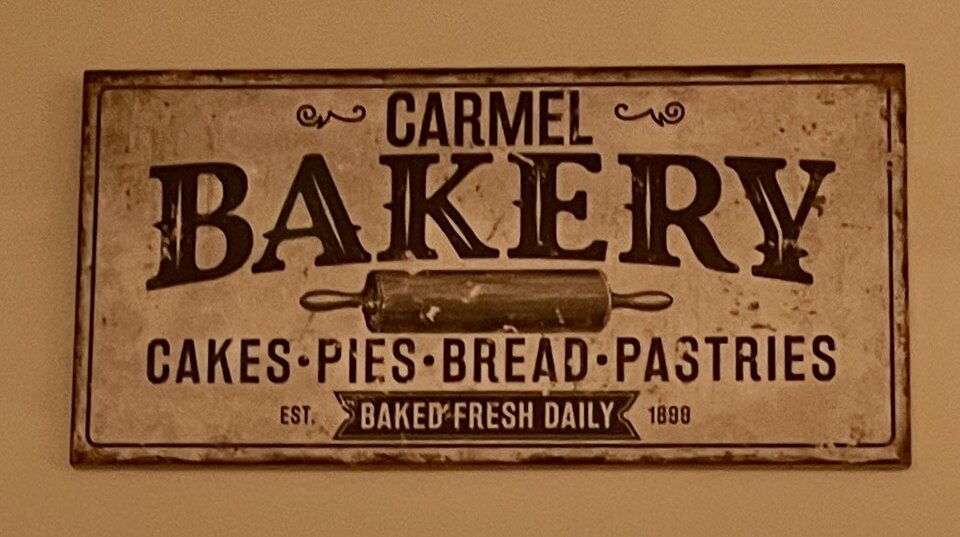 CARMEL
BAKERY
CAKES•PIES•BREAD•PASTRIES
EST. BAKED FRESH DAILY 1898